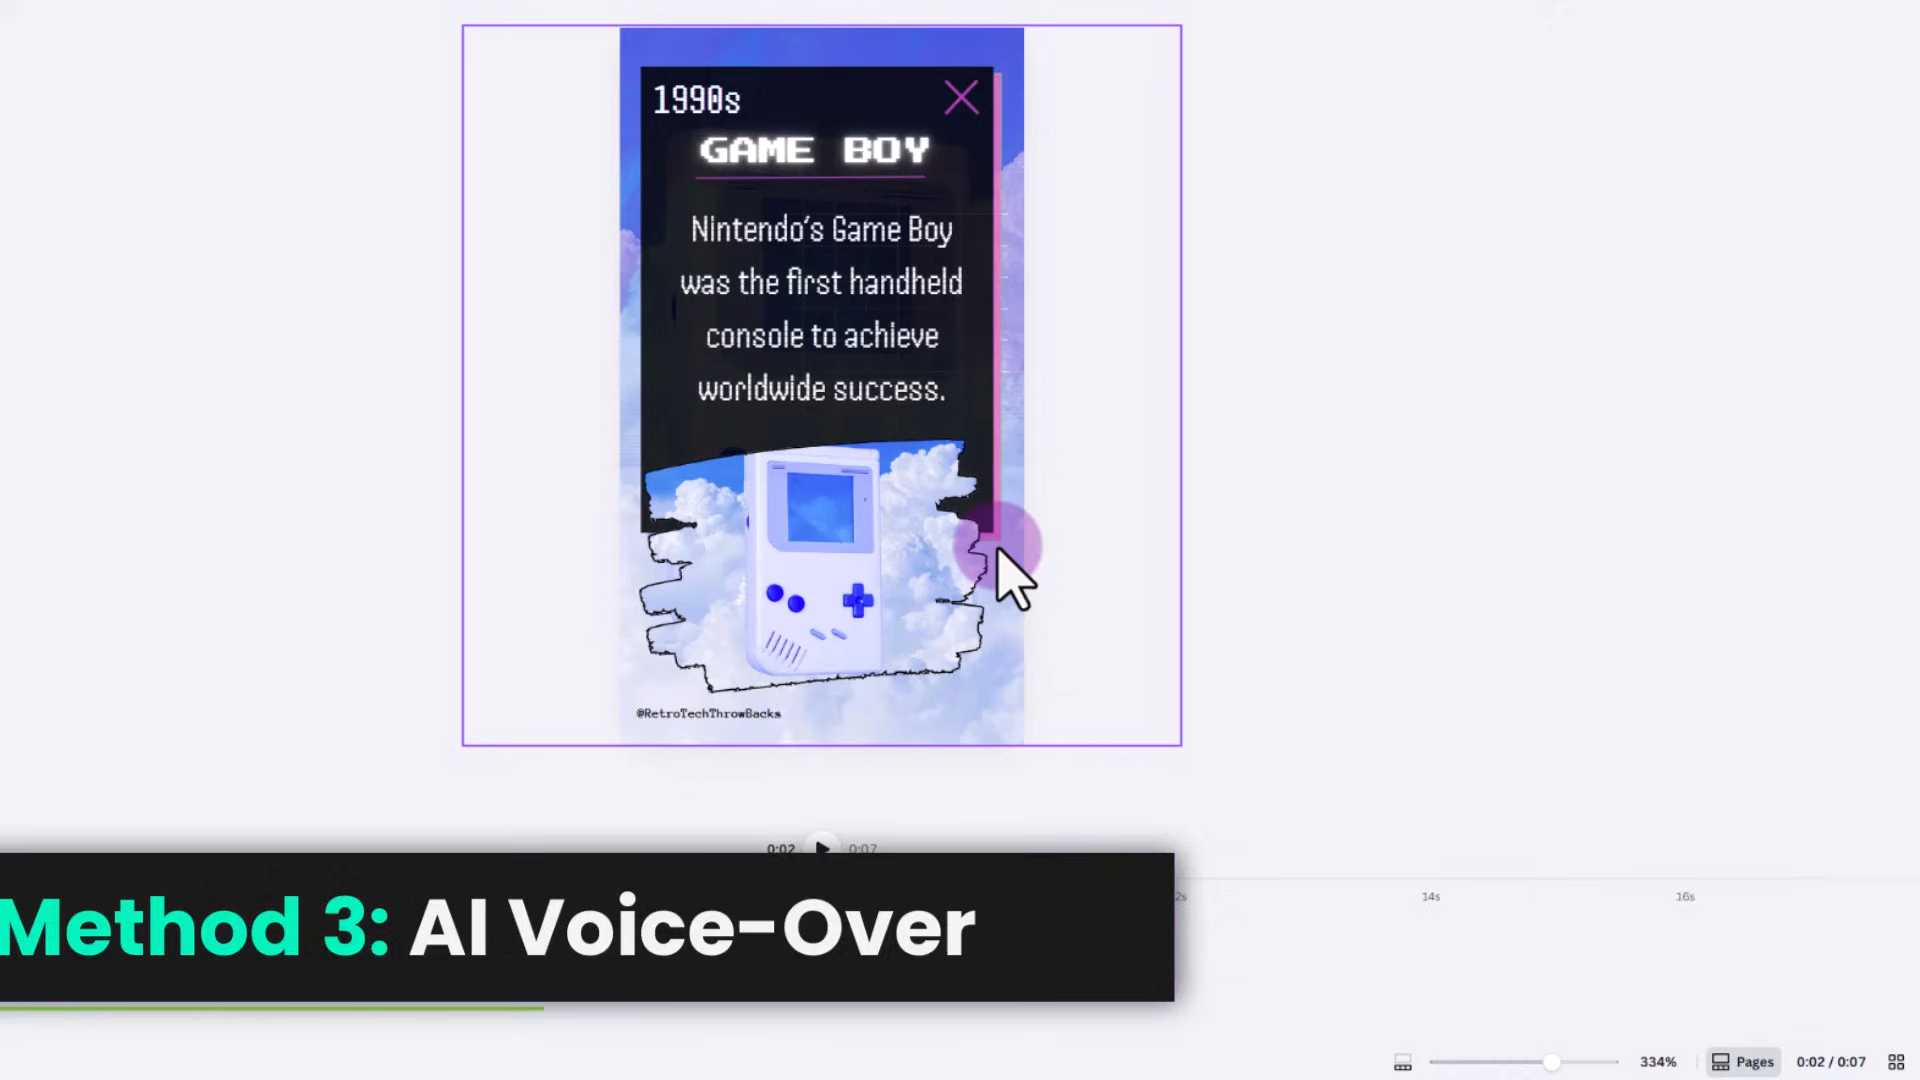 1990s
GAME BOY
Nintendo's Game Boy
was the first handheld
console to achieve
worldwide success.
@RetroTechThrowBacks
0:02 0:07
Method 3: AI Voice-Over
14s 16s
334% Pages 0:02 / 0:07